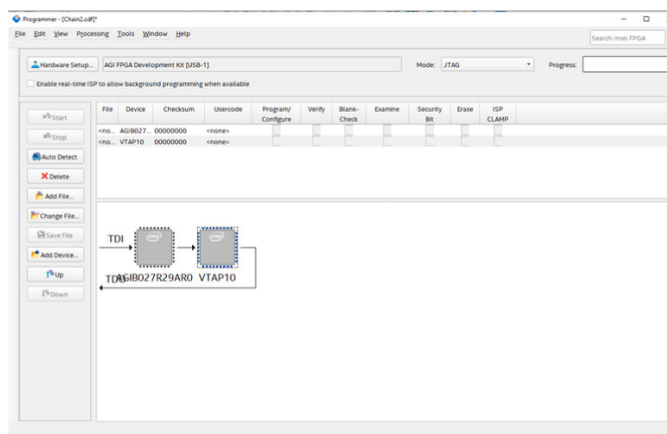 Programmer - [Chain2.cdf]*
File Edit View Processing Tools Window Help
Search Intel FPGA
Hardware Setup... AGI FPGA Development Kit [USB-1] Mode: JTAG Progress:
Enable real-time ISP to allow background programming when available
Start
Stop
Auto Detect
Delete
Add File...
Change File...
Save File
Add Device...
Up
Down
File Device Checksum Usercode Program/ Configure Verify Blank- Check Examine Security Bit Erase ISP CLAMP
<no... AGIB027... 00000000 <none>
<no... VTAP10 00000000 <none>
TDI
intel intel
TDO AGIB027R29AR0 VTAP10